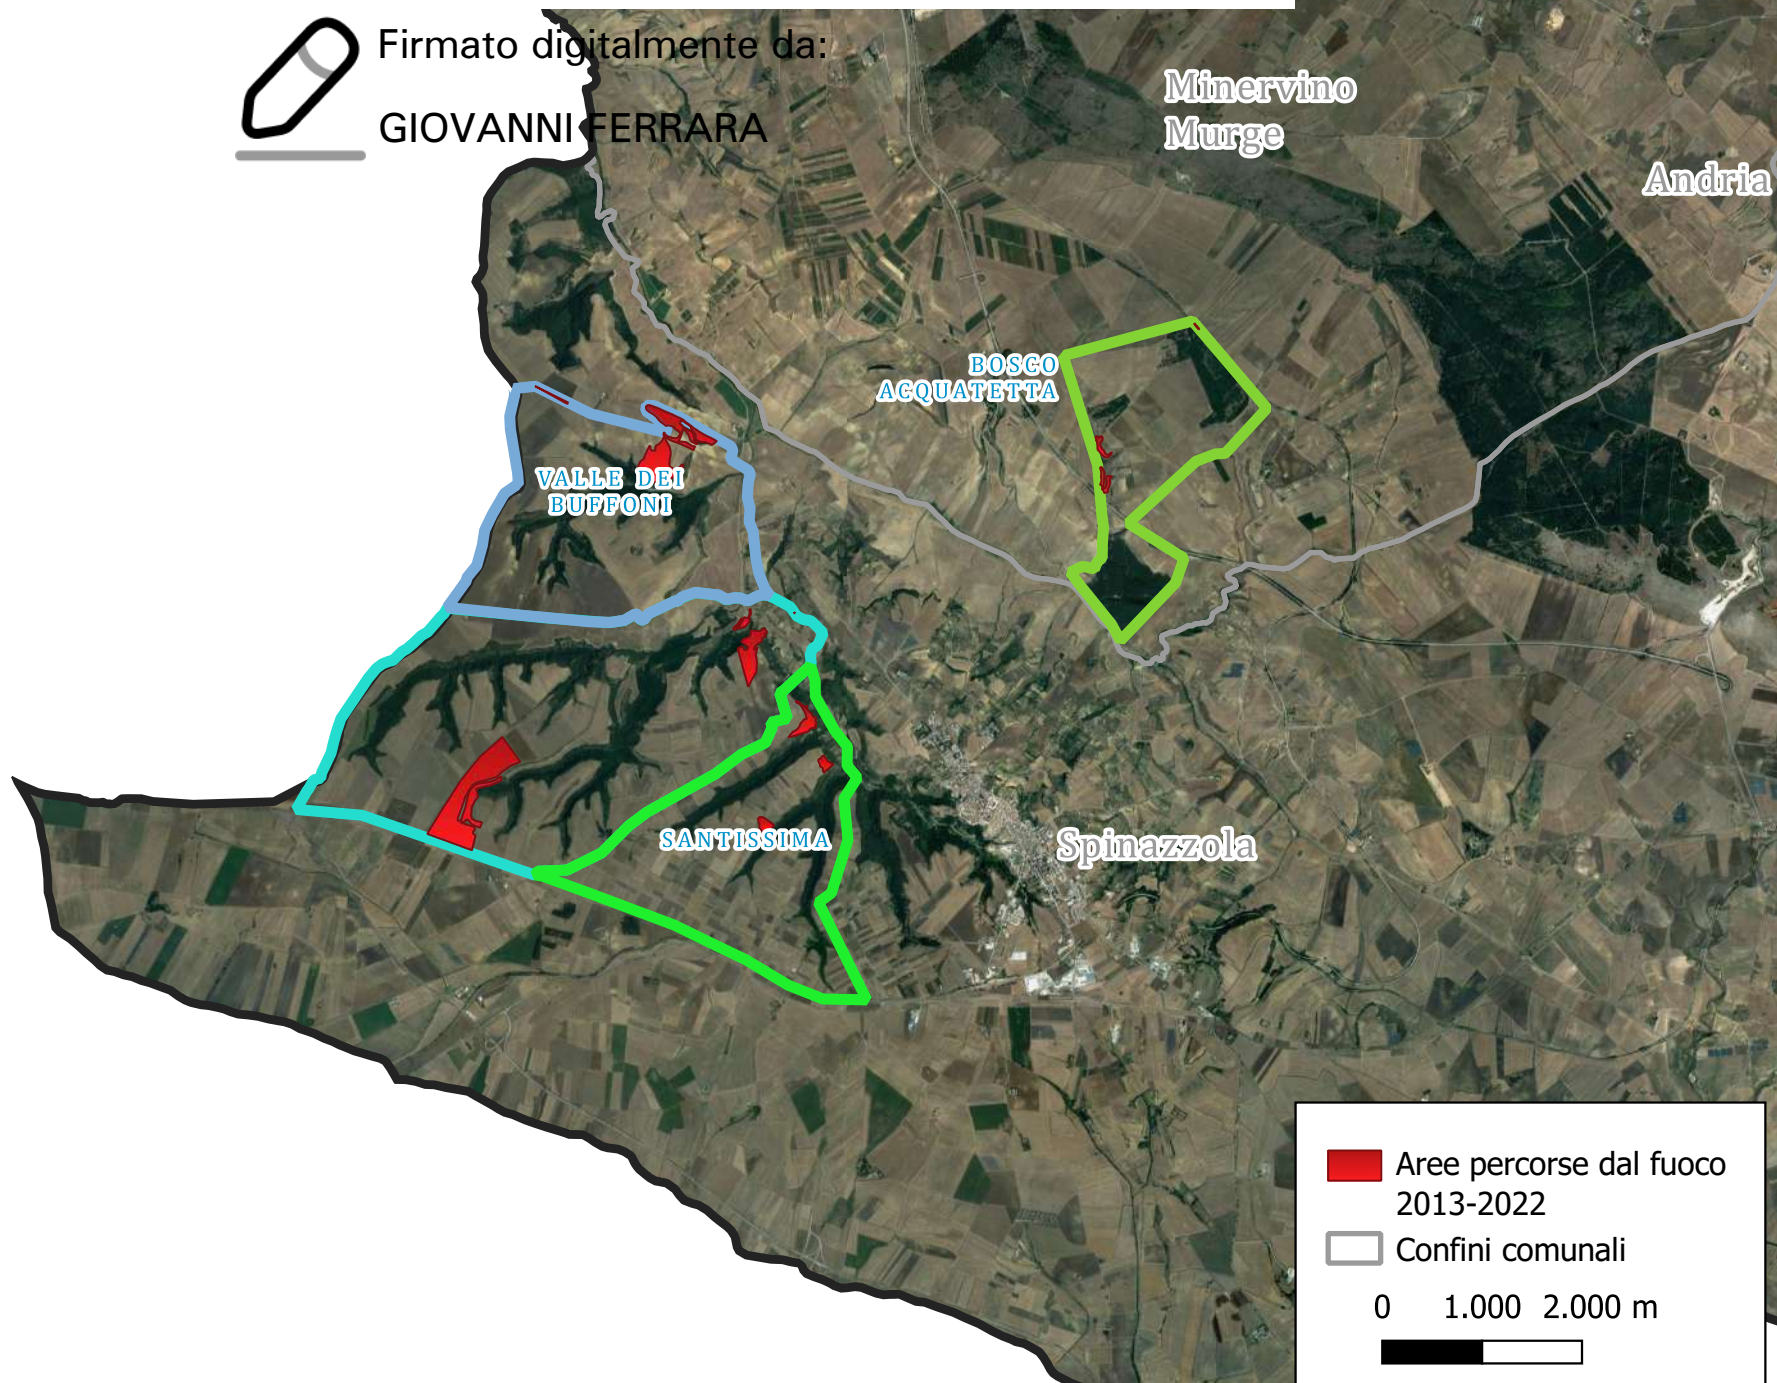 Firmato digitalmente da:
GIOVANNI FERRARA
Minervino
Murge
Andria
BOSCO
ACQUATETTA
VALLE DEI
BUFFONI
SANTISSIMA
Spinazzola
Aree percorse dal fuoco
2013-2022
Confini comunali
0 1.000 2.000 m